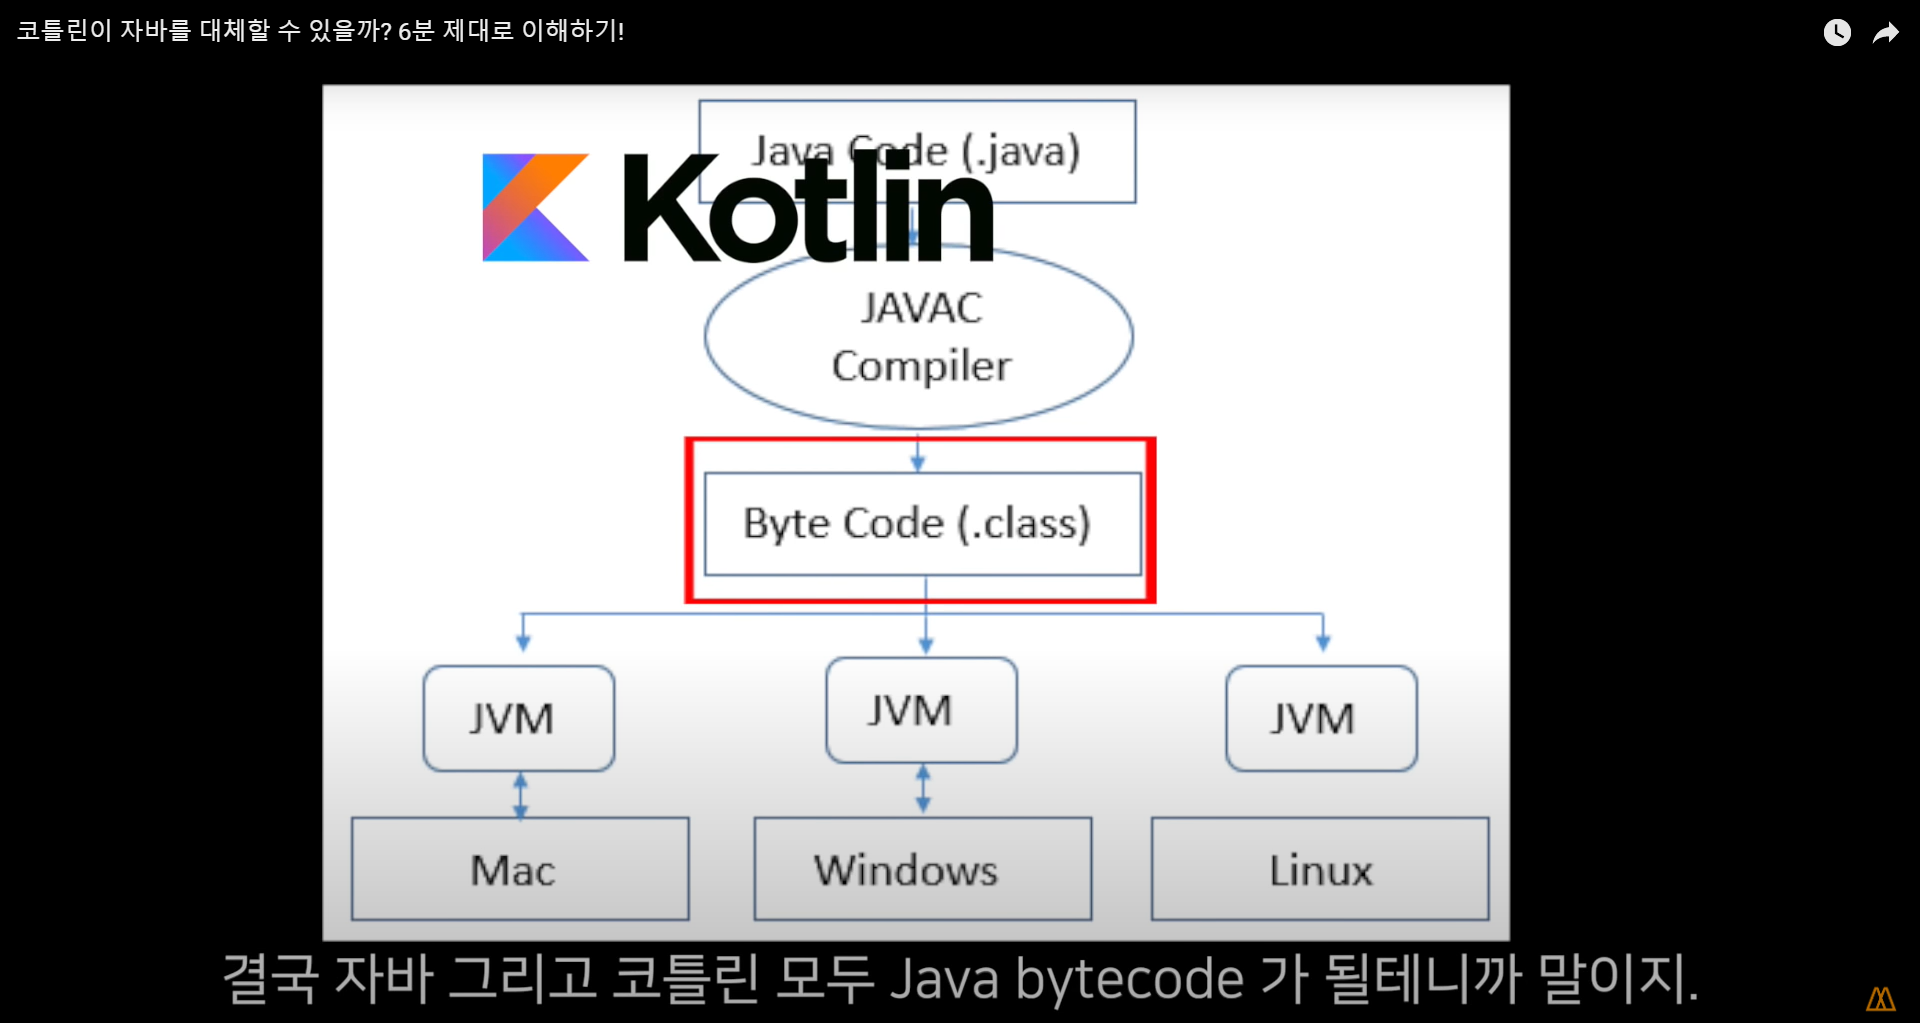 코틀린이 자바를 대체할 수 있을까? 6분 제대로 이해하기!
Java Code (.java)
Kotlin
JAVAC
Compiler
Byte Code (.class)
JVM
JVM
JVM
Mac
Windows
Linux
결국 자바 그리고 코틀린 모두 Java bytecode 가 될테니까 말이지.